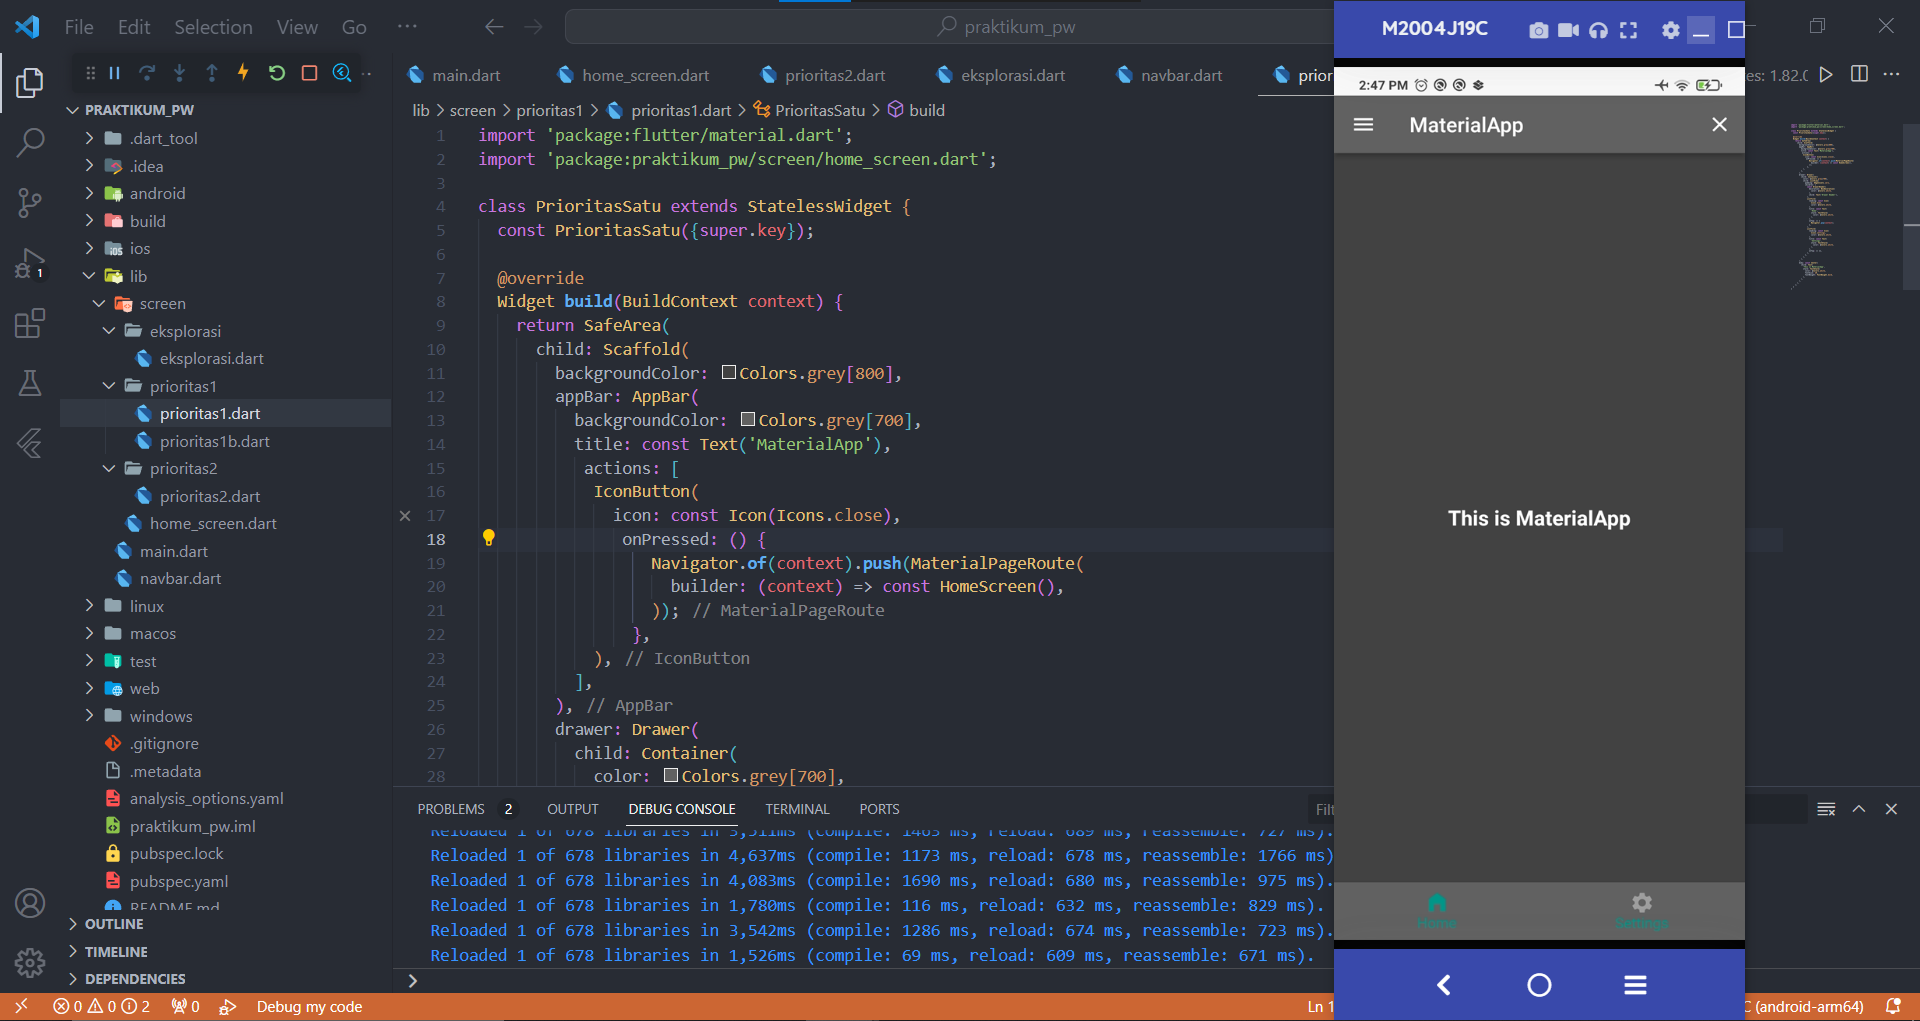 File Edit Selection View Go ···
praktikum_pw
PRAKTIKUM_PW
.dart_tool
.idea
android
build
ios
lib
screen
eksplorasi
eksplorasi.dart
prioritas1
prioritas1.dart
prioritas1b.dart
prioritas2
prioritas2.dart
home_screen.dart
main.dart
navbar.dart
linux
macos
test
web
windows
.gitignore
.metadata
analysis_options.yaml
praktikum_pw.iml
pubspec.lock
pubspec.yaml
README.md
OUTLINE
TIMELINE
DEPENDENCIES
1
main.dart home_screen.dart prioritas2.dart eksplorasi.dart navbar.dart prior
es: 1.82.0
lib > screen > prioritas1 > prioritas1.dart > PrioritasSatu > build
1 import 'package:flutter/material.dart';
2 import 'package:praktikum_pw/screen/home_screen.dart';
3
4 class PrioritasSatu extends StatelessWidget {
5 const PrioritasSatu({super.key});
6
7 @override
8 Widget build(BuildContext context) {
9 return SafeArea(
10 child: Scaffold(
11 backgroundColor: Colors.grey[800],
12 appBar: AppBar(
13 backgroundColor: Colors.grey[700],
14 title: const Text('MaterialApp'),
15 actions: [
16 IconButton(
17 icon: const Icon(Icons.close),
18 onPressed: () {
19 Navigator.of(context).push(MaterialPageRoute(
20 builder: (context) => const HomeScreen(),
21 )); // MaterialPageRoute
22 },
23 ), // IconButton
24 ],
25 ), // AppBar
26 drawer: Drawer(
27 child: Container(
28 color: Colors.grey[700],
PROBLEMS 2 OUTPUT DEBUG CONSOLE TERMINAL PORTS
Filt
Reloaded 1 of 678 libraries in 3,511ms (compile: 1463 ms, reload: 689 ms, reassemble: 727 ms).
Reloaded 1 of 678 libraries in 4,637ms (compile: 1173 ms, reload: 678 ms, reassemble: 1766 ms)
Reloaded 1 of 678 libraries in 4,083ms (compile: 1690 ms, reload: 680 ms, reassemble: 975 ms).
Reloaded 1 of 678 libraries in 1,780ms (compile: 116 ms, reload: 632 ms, reassemble: 829 ms).
Reloaded 1 of 678 libraries in 3,542ms (compile: 1286 ms, reload: 674 ms, reassemble: 723 ms).
Reloaded 1 of 678 libraries in 1,526ms (compile: 69 ms, reload: 609 ms, reassemble: 671 ms).
>
0 0 2 0 Debug my code
Ln 1
C (android-arm64)
M2004J19C
2:47 PM
MaterialApp
This is MaterialApp
Home
Settings